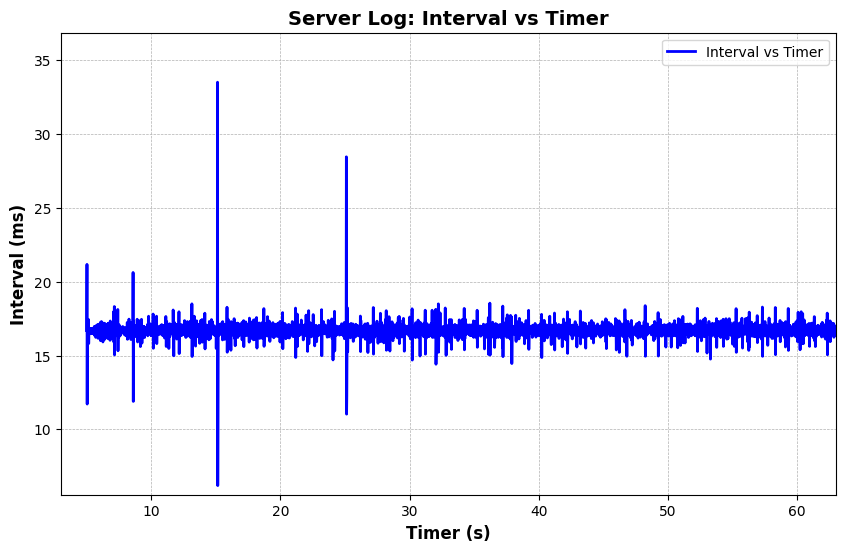 Server Log: Interval vs Timer
Interval vs Timer
Interval (ms)
35
30
25
20
15
10
10 20 30 40 50 60
Timer (s)